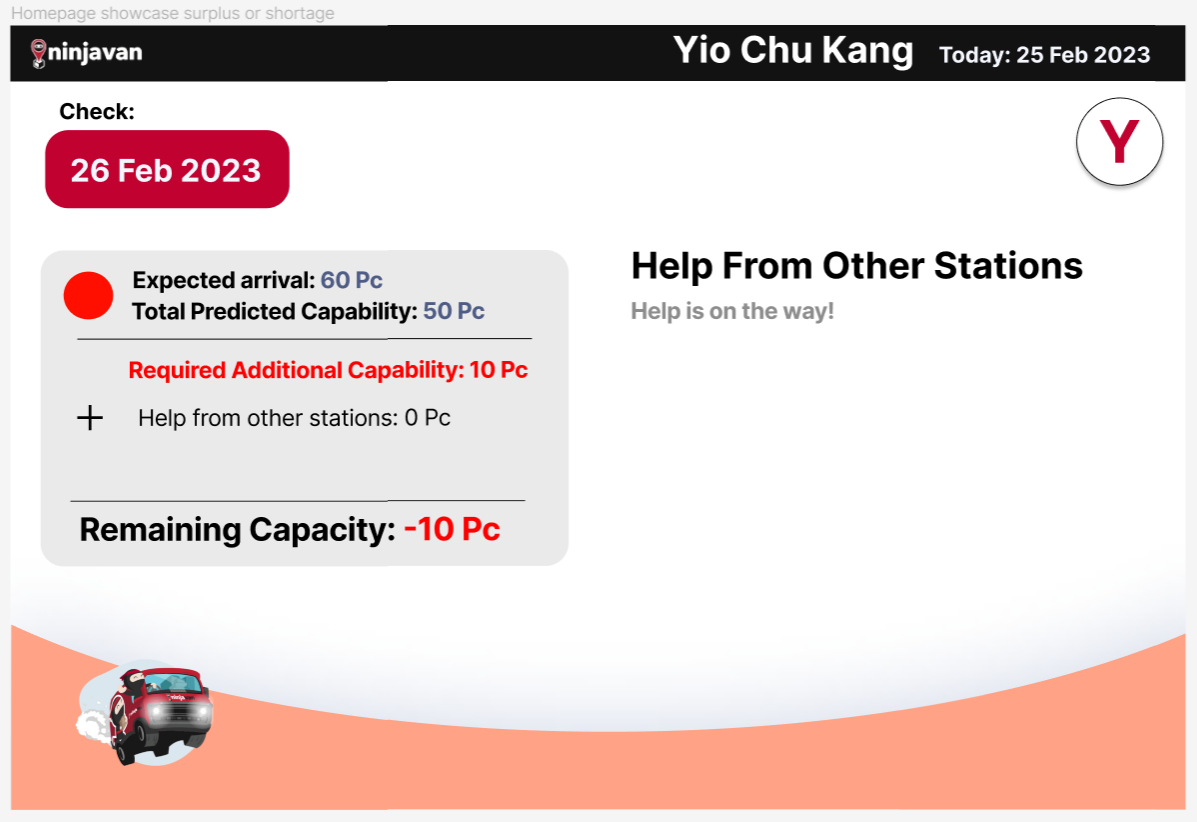 Homepage showcase surplus or shortage
ninjavan
Yio Chu Kang
Today: 25 Feb 2023
Check:
26 Feb 2023
Y
Expected arrival: 60 Pc
Total Predicted Capability: 50 Pc
Required Additional Capability: 10 Pc
+ Help from other stations: 0 Pc
Remaining Capacity: -10 Pc
Help From Other Stations
Help is on the way!
ninjavan